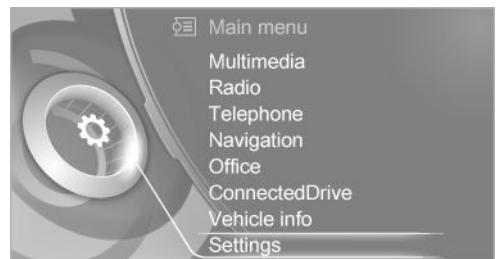 Main menu
Multimedia
Radio
Telephone
Navigation
Office
ConnectedDrive
Vehicle info
Settings